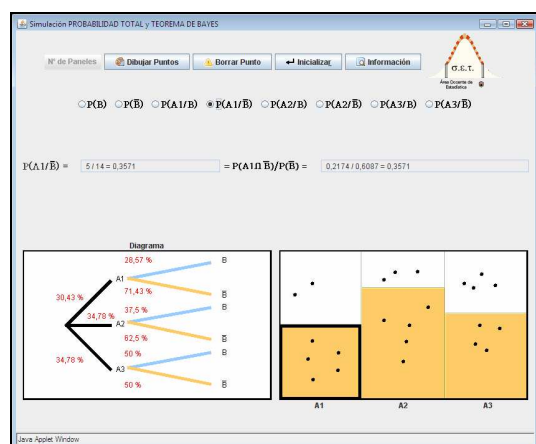 Simulación PROBABILIDAD TOTAL y TEOREMA DE BAYES
Nº de Paneles Dibujar Puntos Borrar Punto Inicializar Información
σ.ε.τ.
Área Docente de
Estadística
P(B) P(B̅) P(A1/B) P(A1/B̅) P(A2/B) P(A2/B̅) P(A3/B) P(A3/B̅)
P(A1/B̅) = 5 / 14 = 0,3571 = P(A1∩B̅)/P(B̅) = 0,2174 / 0,6087 = 0,3571
Diagrama
28,57 % B
A1
30,43 % 71,43 % B̅
37,5 % B
34,78 % A2
62,5 % B̅
34,78 % 50 % B
A3
50 % B̅
A1 A2 A3
Java Applet Window